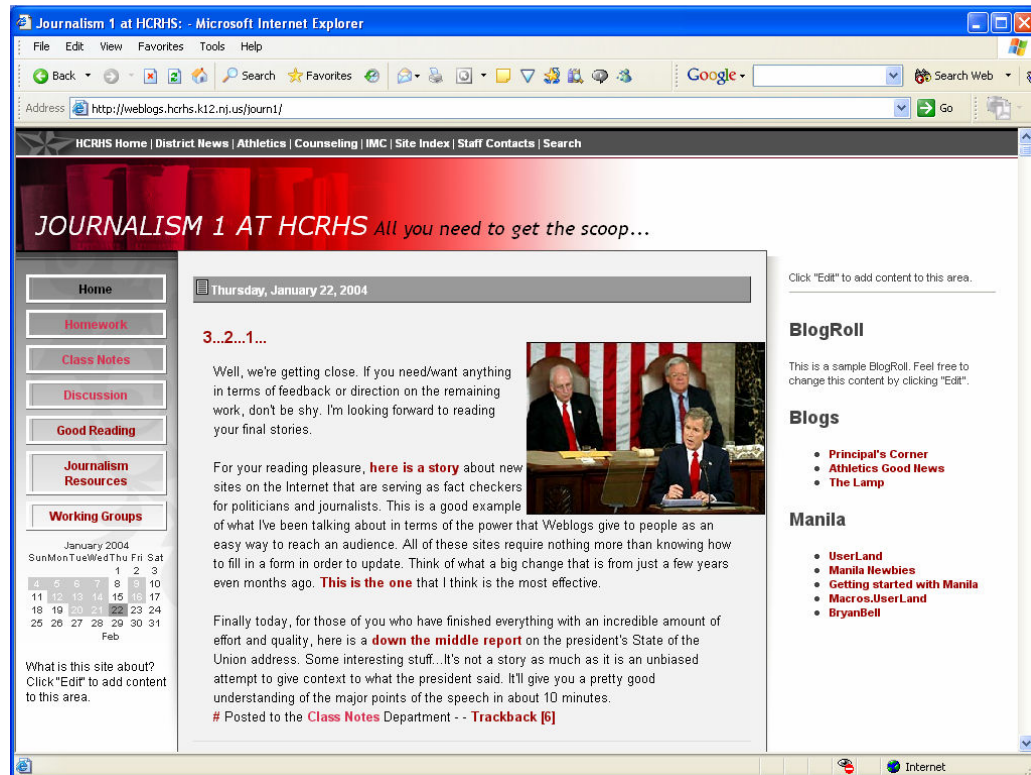 Journalism 1 at HCRHS: - Microsoft Internet Explorer
File Edit View Favorites Tools Help
Back Search Favorites Google Search Web
Address http://weblogs.hcrhs.k12.nj.us/journ1/ Go
HCRHS Home | District News | Athletics | Counseling | IMC | Site Index | Staff Contacts | Search
JOURNALISM 1 AT HCRHS All you need to get the scoop...
Home
Homework
Class Notes
Discussion
Good Reading
Journalism
Resources
Working Groups
January 2004
Sun Mon Tue Wed Thu Fri Sat
1 2 3
4 5 6 7 8 9 10
11 12 13 14 15 16 17
18 19 20 21 22 23 24
25 26 27 28 29 30 31
Feb
What is this site about?
Click "Edit" to add content
to this area.
Thursday, January 22, 2004
3...2...1...
Well, we're getting close. If you need/want anything
in terms of feedback or direction on the remaining
work, don't be shy. I'm looking forward to reading
your final stories.
For your reading pleasure, here is a story about new
sites on the Internet that are serving as fact checkers
for politicians and journalists. This is a good example
of what I've been talking about in terms of the power that Weblogs give to people as an
easy way to reach an audience. All of these sites require nothing more than knowing how
to fill in a form in order to update. Think of what a big change that is from just a few years
even months ago. This is the one that I think is the most effective.
Finally today, for those of you who have finished everything with an incredible amount of
effort and quality, here is a down the middle report on the president's State of the
Union address. Some interesting stuff...It's not a story as much as it is an unbiased
attempt to give context to what the president said. It'll give you a pretty good
understanding of the major points of the speech in about 10 minutes.
# Posted to the Class Notes Department - - Trackback [6]
Click "Edit" to add content to this area.
BlogRoll
This is a sample BlogRoll. Feel free to
change this content by clicking "Edit".
Blogs
Principal's Corner
Athletics Good News
The Lamp
Manila
UserLand
Manila Newbies
Getting started with Manila
Macros.UserLand
BryanBell
Internet